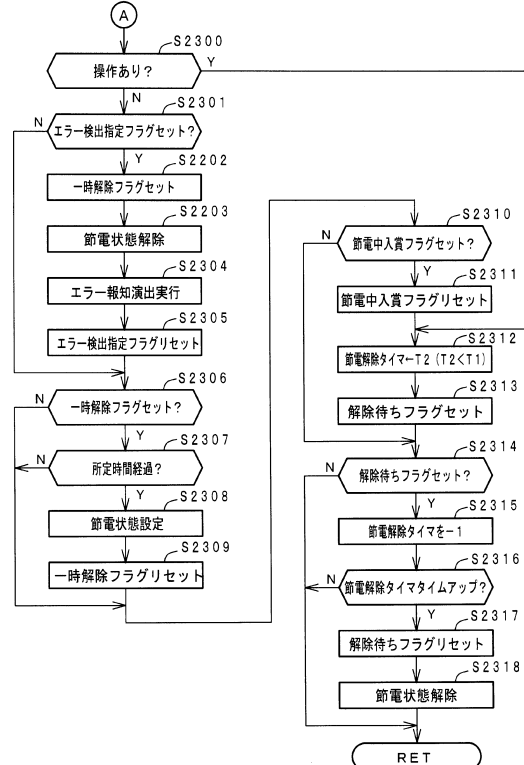 A
S2300
操作あり?
Y
N
S2301
エラー検出指定フラグセット?
N
Y
S2202
一時解除フラグセット
S2203
節電状態解除
S2304
エラー報知演出実行
S2305
エラー検出指定フラグリセット
S2306
一時解除フラグセット?
N
Y
S2307
所定時間経過?
N
Y
S2308
節電状態設定
S2309
一時解除フラグリセット
S2310
節電中入賞フラグセット?
N
Y
S2311
節電中入賞フラグリセット
S2312
節電解除タイマ←T2(T2<T1)
S2313
解除待ちフラグセット
S2314
解除待ちフラグセット?
N
Y
S2315
節電解除タイマを-1
S2316
節電解除タイマタイムアップ?
N
Y
S2317
解除待ちフラグリセット
S2318
節電状態解除
RET